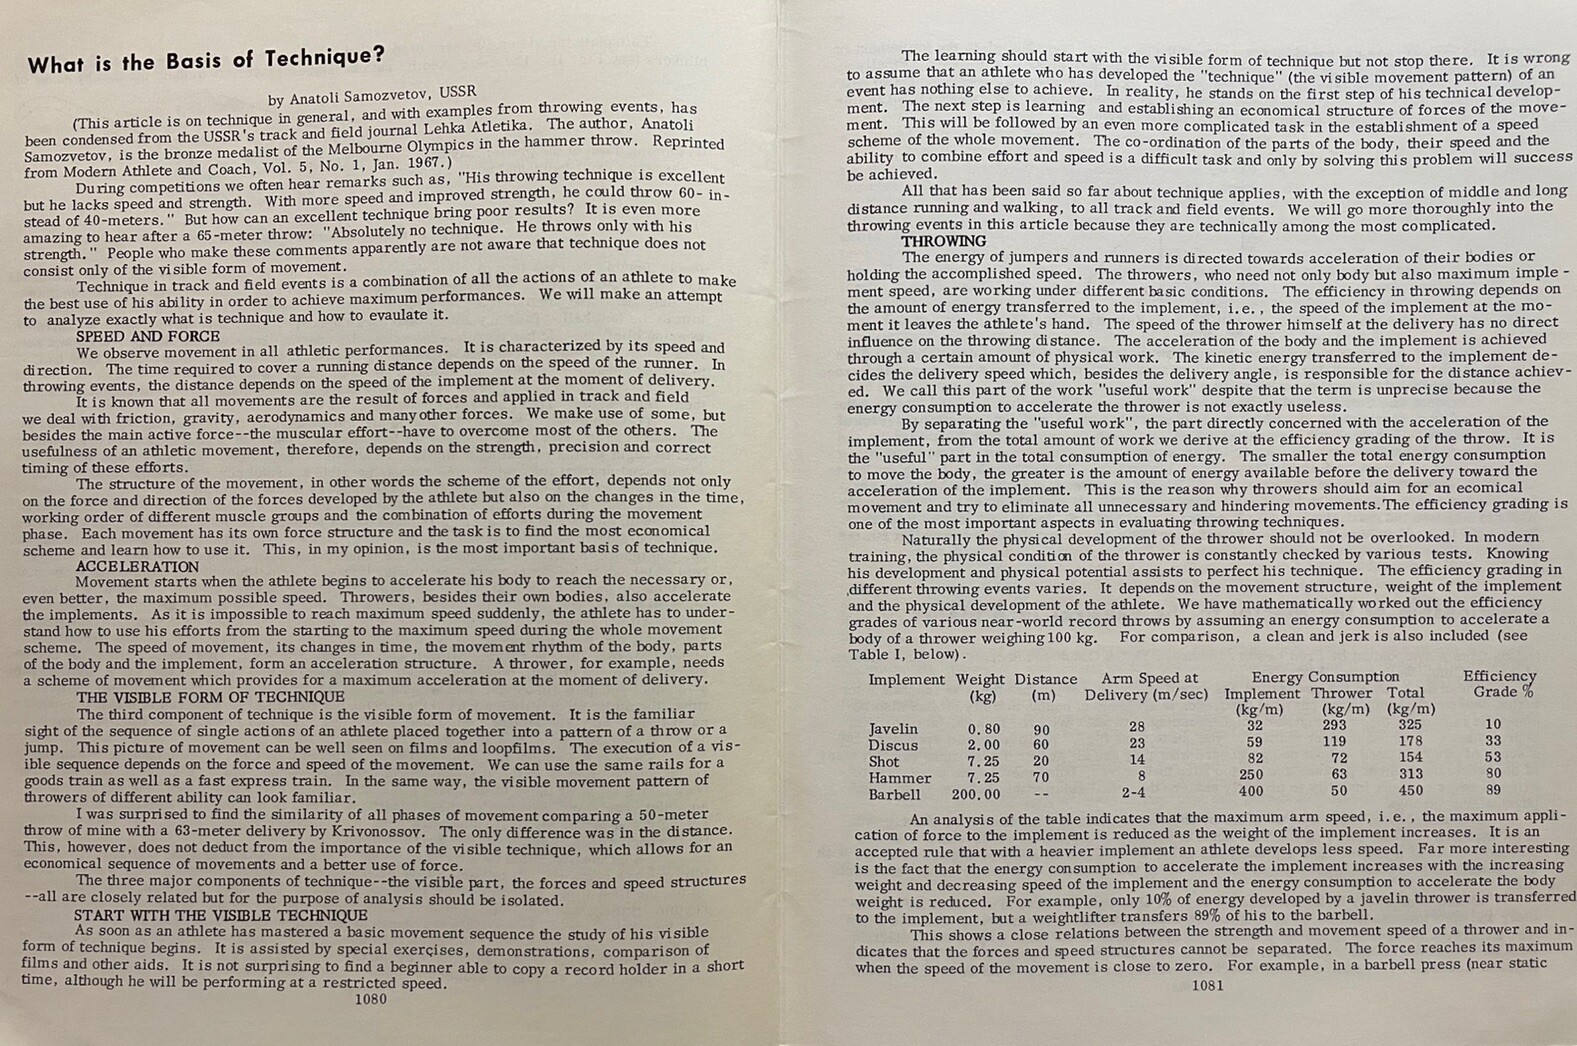 What is the Basis of Technique?
by Anatoli Samozvetov, USSR
(This article is on technique in general, and with examples from throwing events, has
been condensed from the USSR's track and field journal Lehka Atletika. The author, Anatoli
Samozvetov, is the bronze medalist of the Melbourne Olympics in the hammer throw. Reprinted
from Modern Athlete and Coach, Vol. 5, No. 1, Jan. 1967.)
During competitions we often hear remarks such as, "His throwing technique is excellent
but he lacks speed and strength. With more speed and improved strength, he could throw 60- in-
stead of 40-meters." But how can an excellent technique bring poor results? It is even more
amazing to hear after a 65-meter throw: "Absolutely no technique. He throws only with his
strength." People who make these comments apparently are not aware that technique does not
consist only of the visible form of movement.
Technique in track and field events is a combination of all the actions of an athlete to make
the best use of his ability in order to achieve maximum performances. We will make an attempt
to analyze exactly what is technique and how to evaulate it.
SPEED AND FORCE
We observe movement in all athletic performances. It is characterized by its speed and
direction. The time required to cover a running distance depends on the speed of the runner. In
throwing events, the distance depends on the speed of the implement at the moment of delivery.
It is known that all movements are the result of forces and applied in track and field
we deal with friction, gravity, aerodynamics and many other forces. We make use of some, but
besides the main active force--the muscular effort--have to overcome most of the others. The
usefulness of an athletic movement, therefore, depends on the strength, precision and correct
timing of these efforts.
The structure of the movement, in other words the scheme of the effort, depends not only
on the force and direction of the forces developed by the athlete but also on the changes in the time,
working order of different muscle groups and the combination of efforts during the movement
phase. Each movement has its own force structure and the task is to find the most economical
scheme and learn how to use it. This, in my opinion, is the most important basis of technique.
ACCELERATION
Movement starts when the athlete begins to accelerate his body to reach the necessary or,
even better, the maximum possible speed. Throwers, besides their own bodies, also accelerate
the implements. As it is impossible to reach maximum speed suddenly, the athlete has to under-
stand how to use his efforts from the starting to the maximum speed during the whole movement
scheme. The speed of movement, its changes in time, the movement rhythm of the body, parts
of the body and the implement, form an acceleration structure. A thrower, for example, needs
a scheme of movement which provides for a maximum acceleration at the moment of delivery.
THE VISIBLE FORM OF TECHNIQUE
The third component of technique is the visible form of movement. It is the familiar
sight of the sequence of single actions of an athlete placed together into a pattern of a throw or a
jump. This picture of movement can be well seen on films and loopfilms. The execution of a vis-
ible sequence depends on the force and speed of the movement. We can use the same rails for a
goods train as well as a fast express train. In the same way, the visible movement pattern of
throwers of different ability can look familiar.
I was surprised to find the similarity of all phases of movement comparing a 50-meter
throw of mine with a 63-meter delivery by Krivonossov. The only difference was in the distance.
This, however, does not deduct from the importance of the visible technique, which allows for an
economical sequence of movements and a better use of force.
The three major components of technique--the visible part, the forces and speed structures
--all are closely related but for the purpose of analysis should be isolated.
START WITH THE VISIBLE TECHNIQUE
As soon as an athlete has mastered a basic movement sequence the study of his visible
form of technique begins. It is assisted by special exercises, demonstrations, comparison of
films and other aids. It is not surprising to find a beginner able to copy a record holder in a short
time, although he will be performing at a restricted speed.
1080
The learning should start with the visible form of technique but not stop there. It is wrong
to assume that an athlete who has developed the "technique" (the visible movement pattern) of an
event has nothing else to achieve. In reality, he stands on the first step of his technical develop-
ment. The next step is learning and establishing an economical structure of forces of the move-
ment. This will be followed by an even more complicated task in the establishment of a speed
scheme of the whole movement. The co-ordination of the parts of the body, their speed and the
ability to combine effort and speed is a difficult task and only by solving this problem will success
be achieved.
All that has been said so far about technique applies, with the exception of middle and long
distance running and walking, to all track and field events. We will go more thoroughly into the
throwing events in this article because they are technically among the most complicated.
THROWING
The energy of jumpers and runners is directed towards acceleration of their bodies or
holding the accomplished speed. The throwers, who need not only body but also maximum imple-
ment speed, are working under different basic conditions. The efficiency in throwing depends on
the amount of energy transferred to the implement, i.e., the speed of the implement at the mo-
ment it leaves the athlete's hand. The speed of the thrower himself at the delivery has no direct
influence on the throwing distance. The acceleration of the body and the implement is achieved
through a certain amount of physical work. The kinetic energy transferred to the implement de-
cides the delivery speed which, besides the delivery angle, is responsible for the distance achiev-
ed. We call this part of the work "useful work" despite that the term is unprecise because the
energy consumption to accelerate the thrower is not exactly useless.
By separating the "useful work", the part directly concerned with the acceleration of the
implement, from the total amount of work we derive at the efficiency grading of the throw. It is
the "useful" part in the total consumption of energy. The smaller the total energy consumption
to move the body, the greater is the amount of energy available before the delivery toward the
acceleration of the implement. This is the reason why throwers should aim for an ecomical
movement and try to eliminate all unnecessary and hindering movements. The efficiency grading is
one of the most important aspects in evaluating throwing techniques.
Naturally the physical development of the thrower should not be overlooked. In modern
training, the physical condition of the thrower is constantly checked by various tests. Knowing
his development and physical potential assists to perfect his technique. The efficiency grading in
different throwing events varies. It depends on the movement structure, weight of the implement
and the physical development of the athlete. We have mathematically worked out the efficiency
grades of various near-world record throws by assuming an energy consumption to accelerate a
body of a thrower weighing 100 kg. For comparison, a clean and jerk is also included (see
Table I, below).
Implement Weight Distance Arm Speed at Energy Consumption Efficiency
(kg) (m) Delivery (m/sec) Implement Thrower Total Grade %
(kg/m) (kg/m) (kg/m)
Javelin 0.80 90 28 32 293 325 10
Discus 2.00 60 23 59 119 178 33
Shot 7.25 20 14 82 72 154 53
Hammer 7.25 70 8 250 63 313 80
Barbell 200.00 -- 2-4 400 50 450 89
An analysis of the table indicates that the maximum arm speed, i.e., the maximum appli-
cation of force to the implement is reduced as the weight of the implement increases. It is an
accepted rule that with a heavier implement an athlete develops less speed. Far more interesting
is the fact that the energy consumption to accelerate the implement increases with the increasing
weight and decreasing speed of the implement and the energy consumption to accelerate the body
weight is reduced. For example, only 10% of energy developed by a javelin thrower is transferred
to the implement, but a weightlifter transfers 89% of his to the barbell.
This shows a close relations between the strength and movement speed of a thrower and in-
dicates that the forces and speed structures cannot be separated. The force reaches its maximum
when the speed of the movement is close to zero. For example, in a barbell press (near static
1081